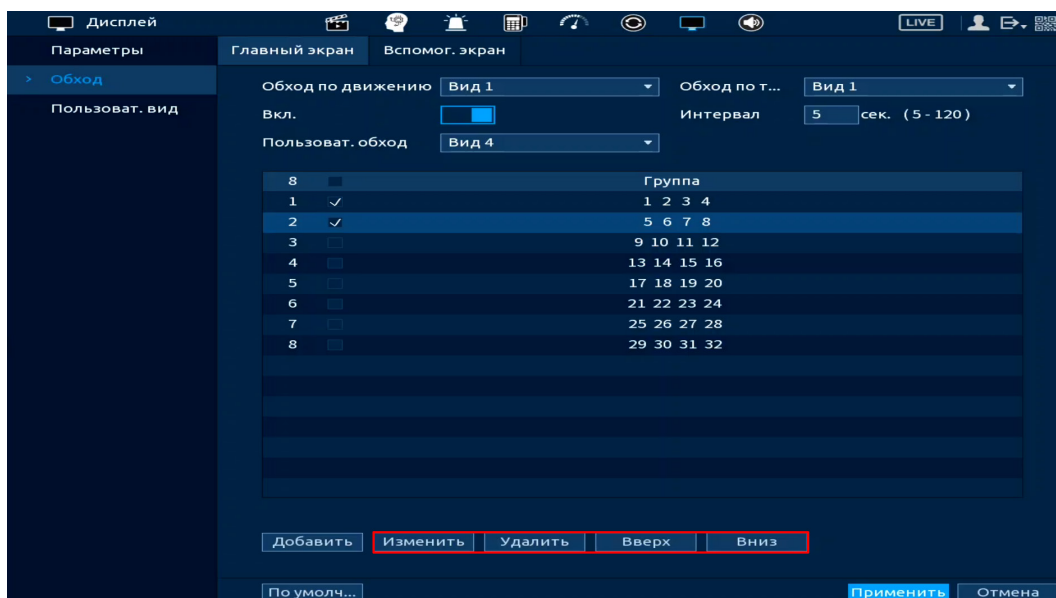 Дисплей LIVE
Параметры Главный экран Вспомог. экран
> Обход
Обход по движению Вид 1 Обход по т... Вид 1
Пользоват. вид
Вкл. Интервал 5 сек. (5-120)
Пользоват. обход Вид 4
8 Группа
1 1 2 3 4
2 5 6 7 8
3 9 10 11 12
4 13 14 15 16
5 17 18 19 20
6 21 22 23 24
7 25 26 27 28
8 29 30 31 32
Добавить Изменить Удалить Вверх Вниз
По умолч... Применить Отмена